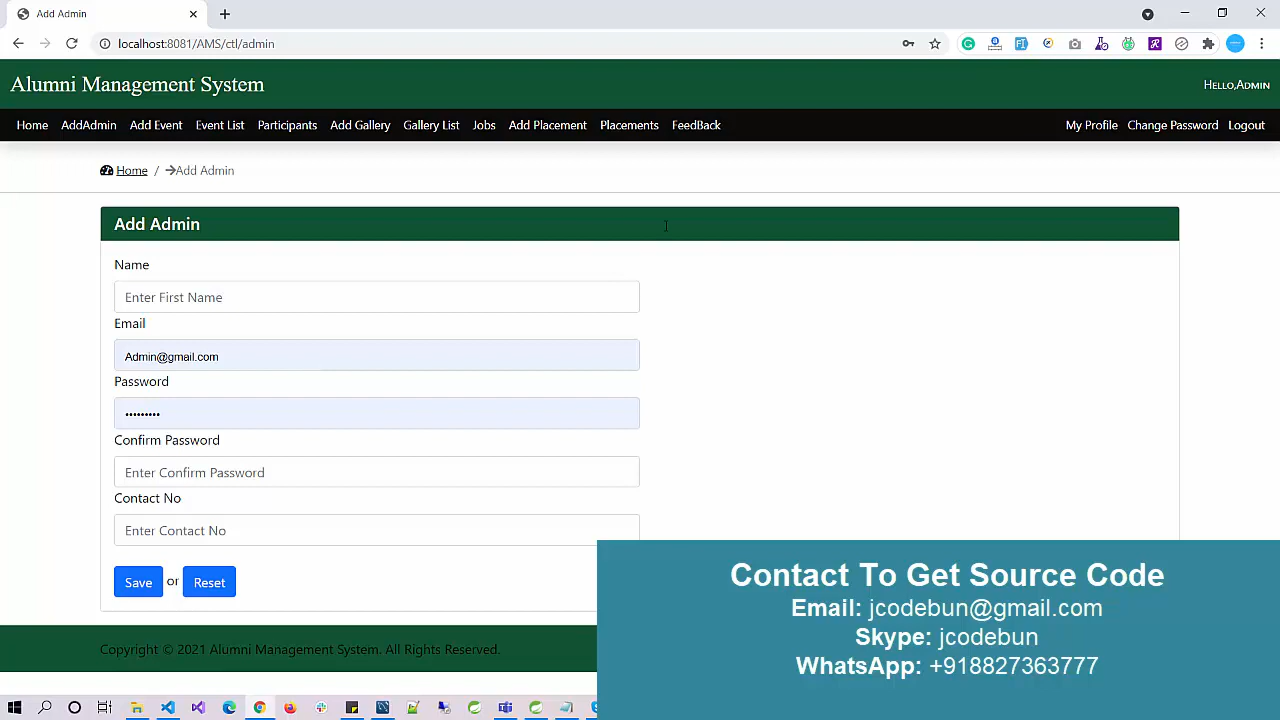 Add Admin
localhost:8081/AMS/ctl/admin
Alumni Management System
Hello,Admin
Home AddAdmin Add Event Event List Participants Add Gallery Gallery List Jobs Add Placement Placements FeedBack My Profile Change Password Logout
Home / Add Admin
Add Admin
Name
Enter First Name
Email
Admin@gmail.com
Password
•••••••••
Confirm Password
Enter Confirm Password
Contact No
Enter Contact No
Save or Reset
Copyright © 2021 Alumni Management System. All Rights Reserved.
Contact To Get Source Code
Email: jcodebun@gmail.com
Skype: jcodebun
WhatsApp: +918827363777